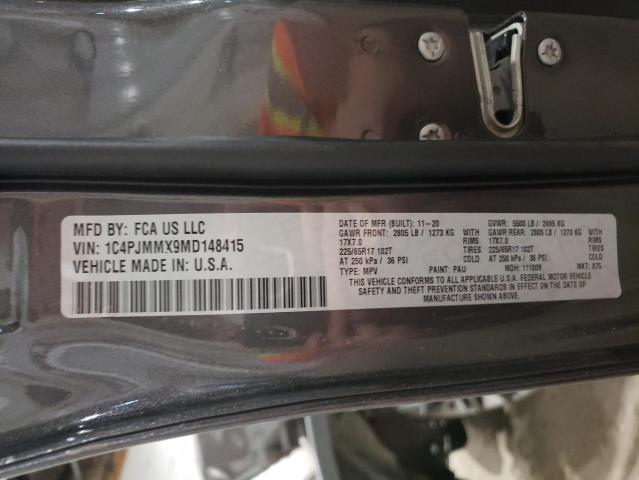 MFD BY: FCA US LLC
VIN: 1C4PJMMX9MD148415
VEHICLE MADE IN: U.S.A.
DATE OF MFR (BUILT): 11-20 GVWR: 5500 LB / 2495 KG
GAWR FRONT: 2805 LB / 1273 KG GAWR REAR: 2805 LB / 1273 KG
17X7.0 RIMS 17X7.0 RIMS
225/65R17 102T TIRES 225/65R17 102T TIRES
AT 250 kPa / 36 PSI COLD AT 250 kPa / 36 PSI COLD
TYPE: MPV PAINT: PAU MDH: 111009 MKT: 875
THIS VEHICLE CONFORMS TO ALL APPLICABLE U.S.A. FEDERAL MOTOR VEHICLE
SAFETY AND THEFT PREVENTION STANDARDS IN EFFECT ON THE DATE OF
MANUFACTURE SHOWN ABOVE.